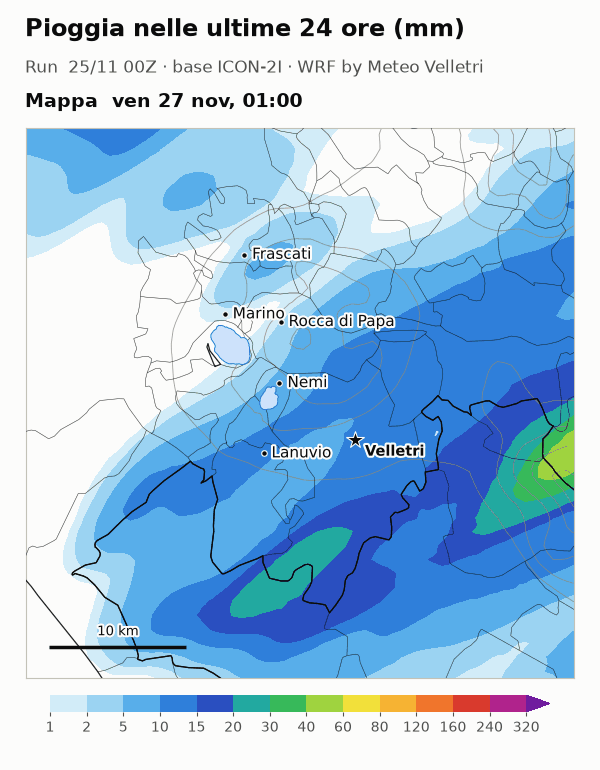 Pioggia nelle ultime 24 ore (mm)
Run 25/11 00Z · base ICON-2I · WRF by Meteo Velletri
Mappa ven 27 nov, 01:00
Frascati
Marino
Rocca di Papa
Nemi
Velletri
Lanuvio
10 km
1 2 5 10 15 20 30 40 60 80 120 160 240 320